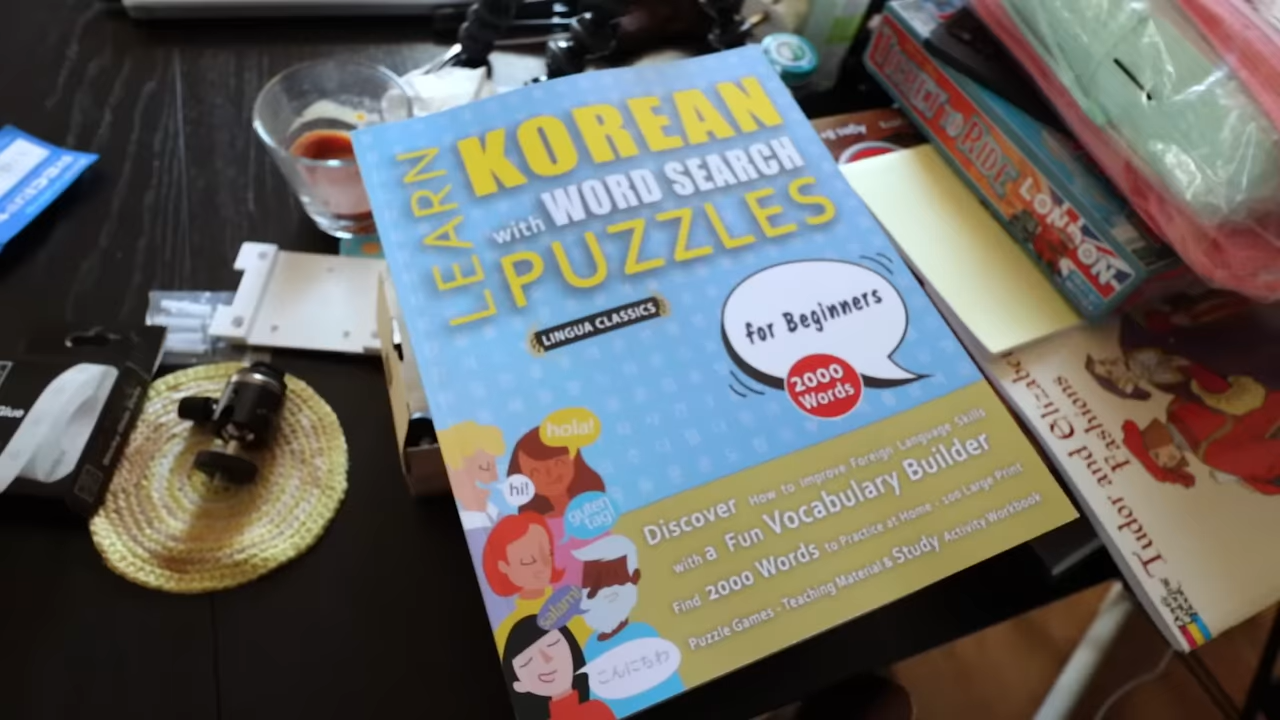 LEARN
KOREAN
with WORD SEARCH
PUZZLES
LINGUA CLASSICS
for Beginners
2000
Words
hola!
hi!
guten
tag!
salam!
こんにちわ
Discover How to improve Foreign Language Skills
with a Fun Vocabulary Builder
Find 2000 Words to Practice at Home - 100 Large Print
Puzzle Games - Teaching Material & Study Activity Workbook
TICKET TO RIDE
LONDON
Tudor and Elizabethan
Fashions
Glue